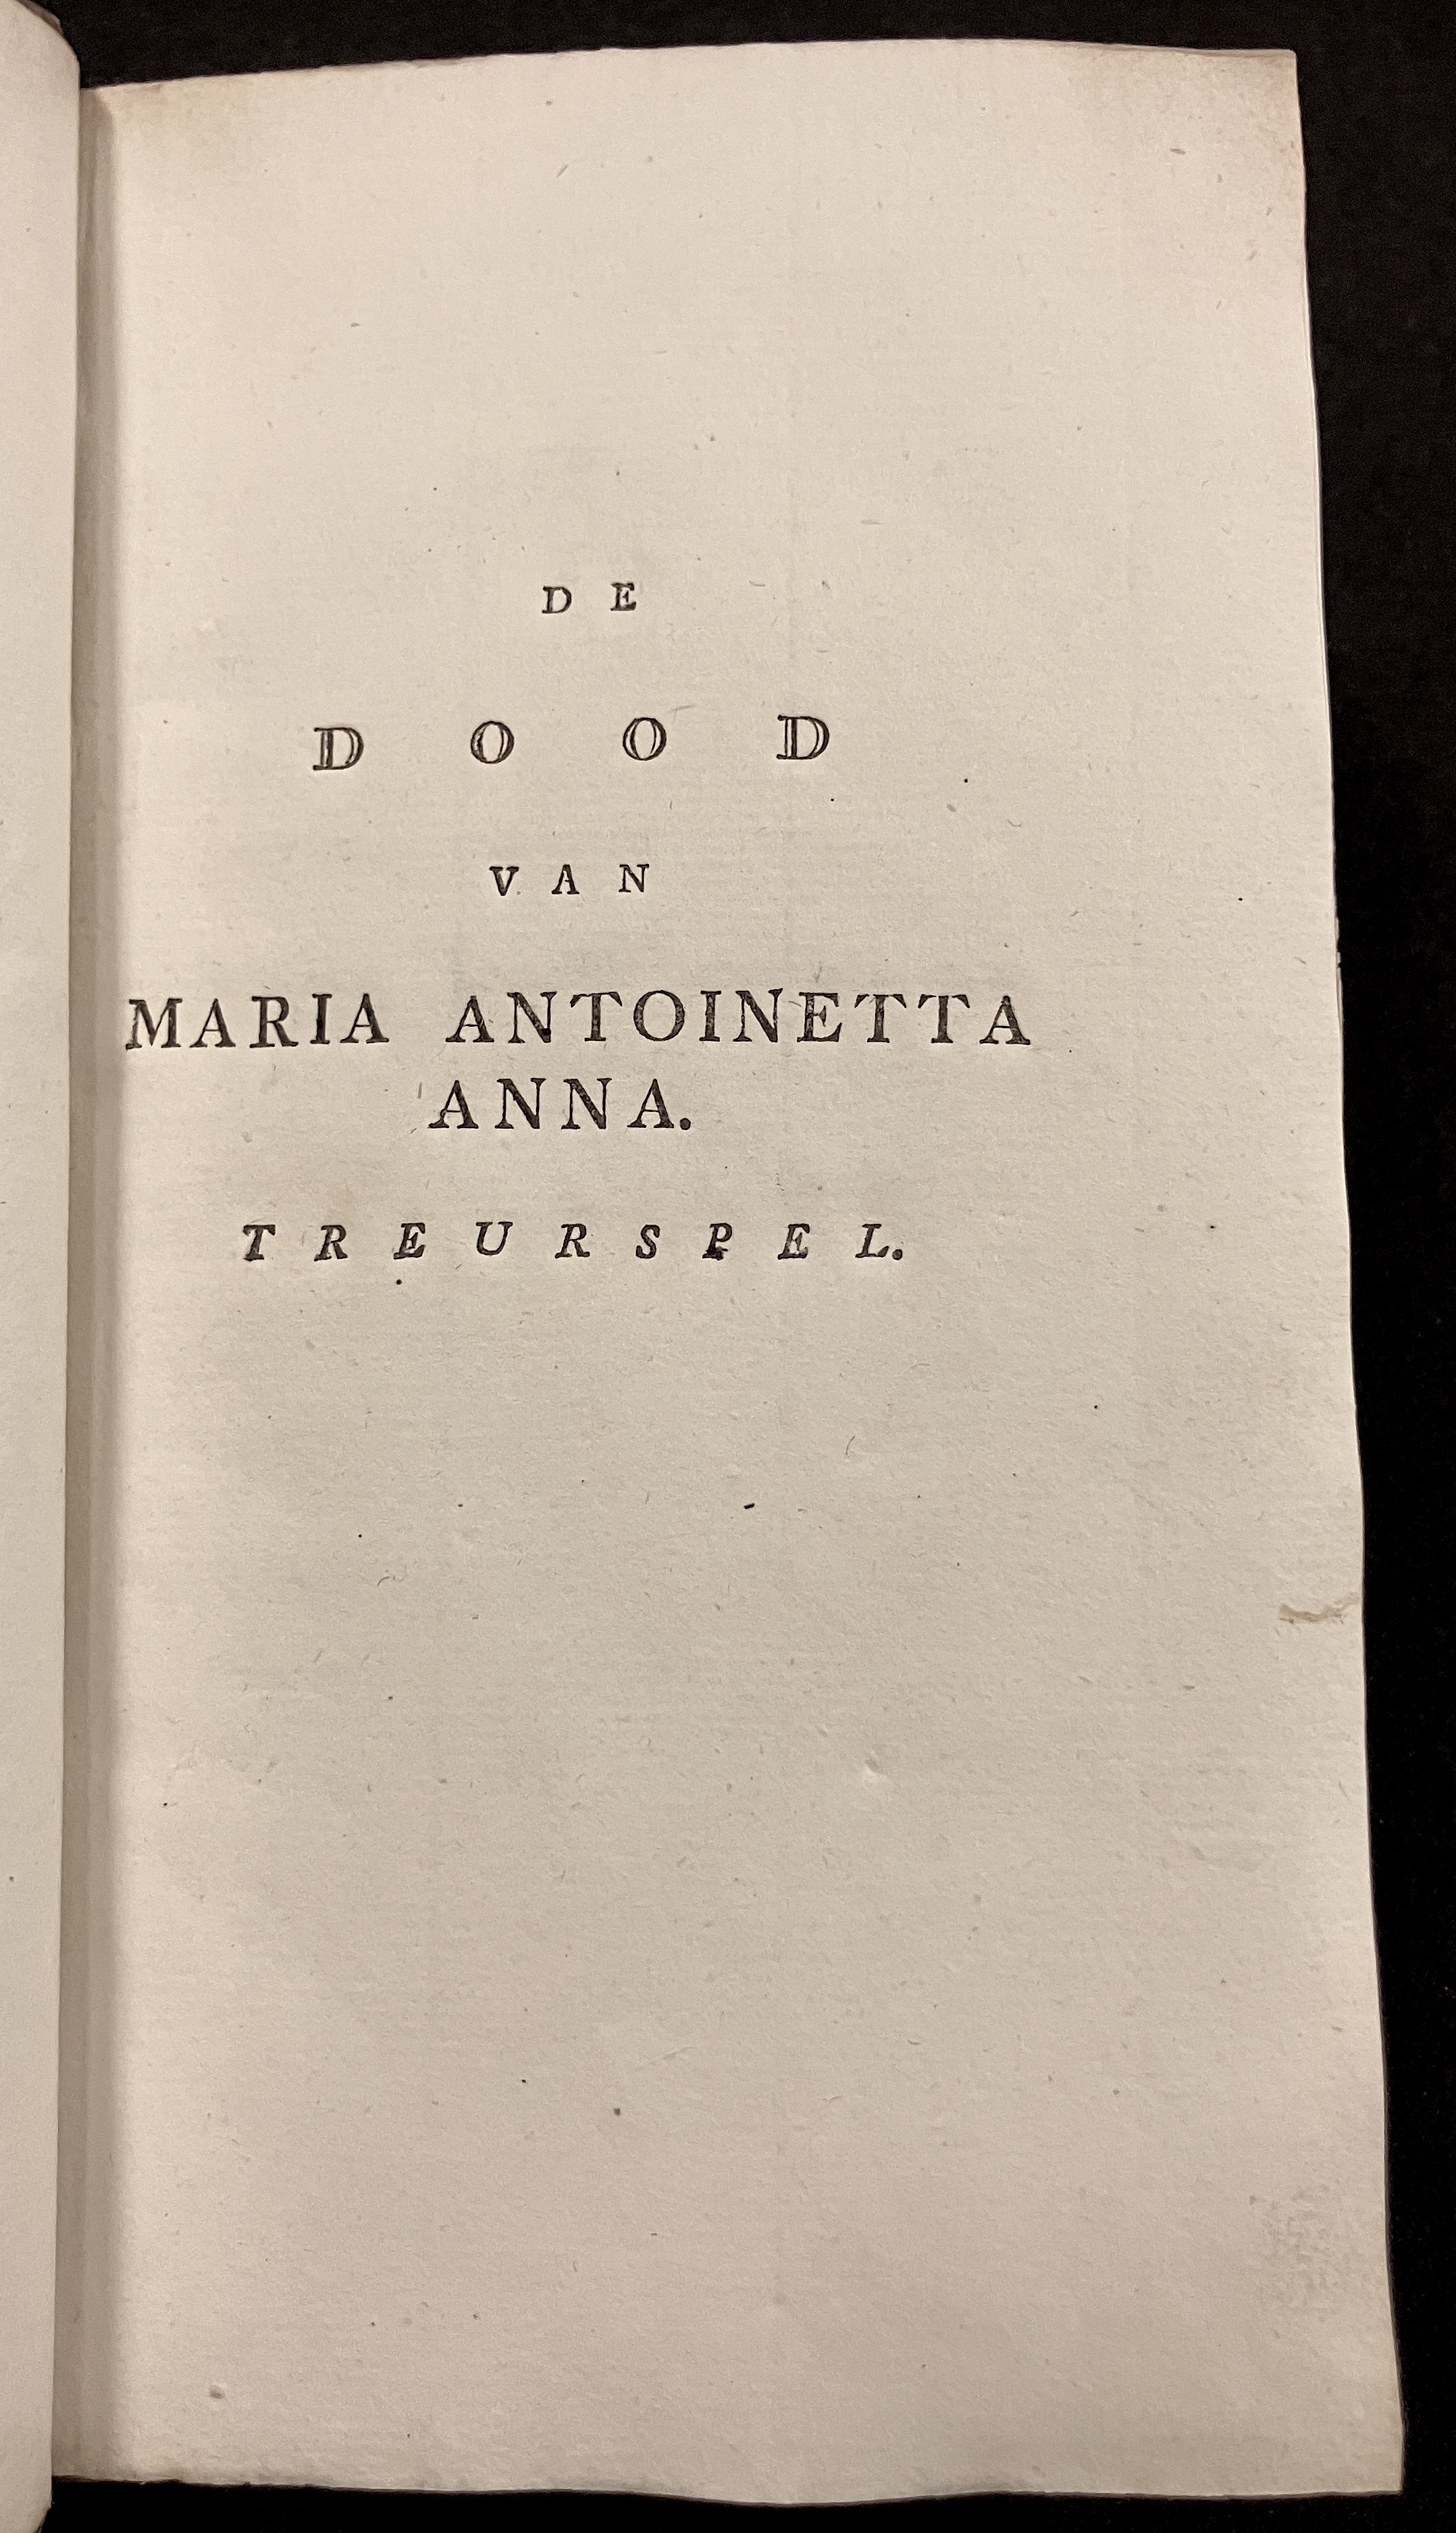 DE
DOOD
VAN
MARIA ANTOINETTA
ANNA.
TREURSPEL.